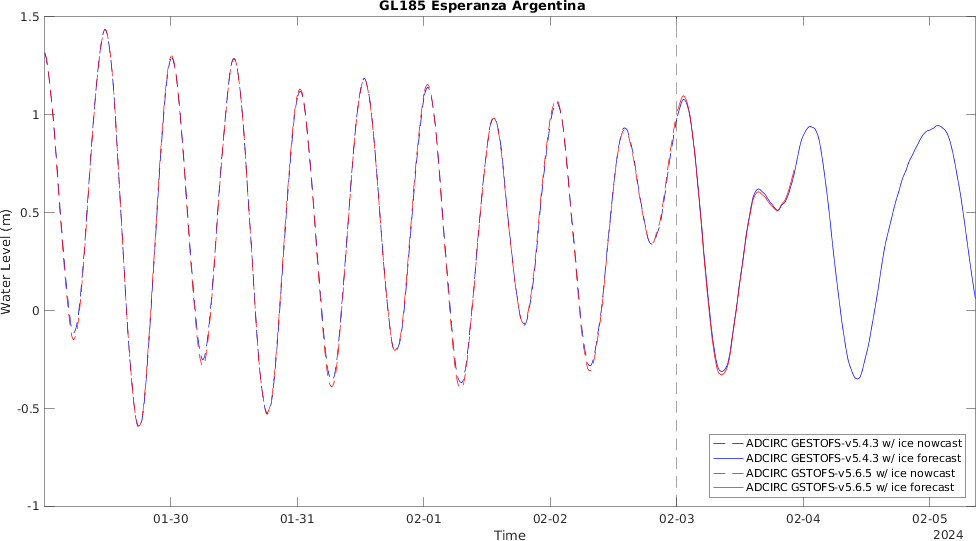 GL185 Esperanza Argentina
1.5
1
0.5
0
-0.5
-1
Water Level (m)
01-30
01-31
02-01
02-02
02-03
02-04
02-05
Time
2024
ADCIRC GESTOFS-v5.4.3 w/ ice nowcast
ADCIRC GESTOFS-v5.4.3 w/ ice forecast
ADCIRC GSTOFS-v5.6.5 w/ ice nowcast
ADCIRC GSTOFS-v5.6.5 w/ ice forecast